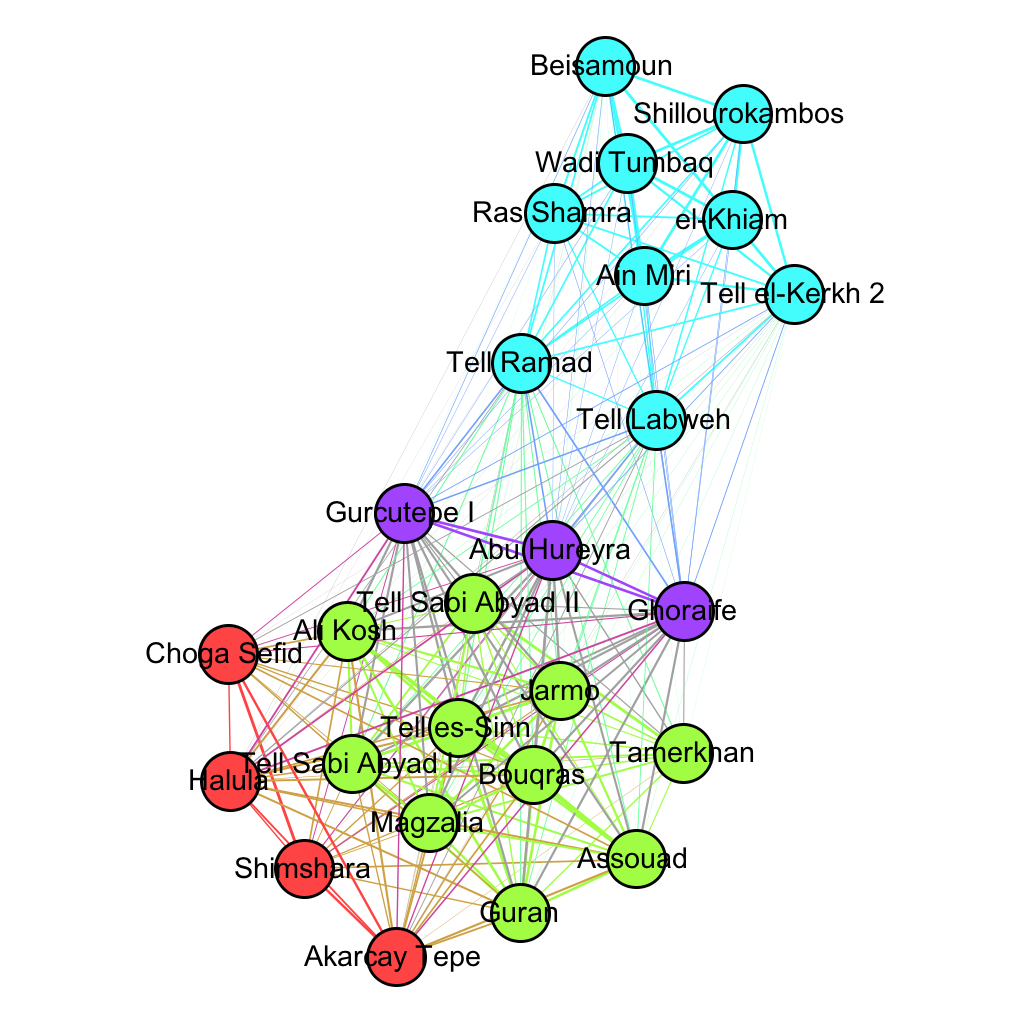 Beisamoun
Shillourokambos
Wadi Tumbaq
Ras Shamra
el-Khiam
Ain Miri
Tell el-Kerkh 2
Tell Ramad
Tell Labweh
Gurcutepe I
Abu Hureyra
Tell Sabi Abyad II
Ghoraife
Ali Kosh
Choga Sefid
Jarmo
Tell es-Sinn
Tamerkhan
Tell Sabi Abyad I
Bouqras
Halula
Magzalia
Assouad
Shimshara
Guran
Akarcay Tepe